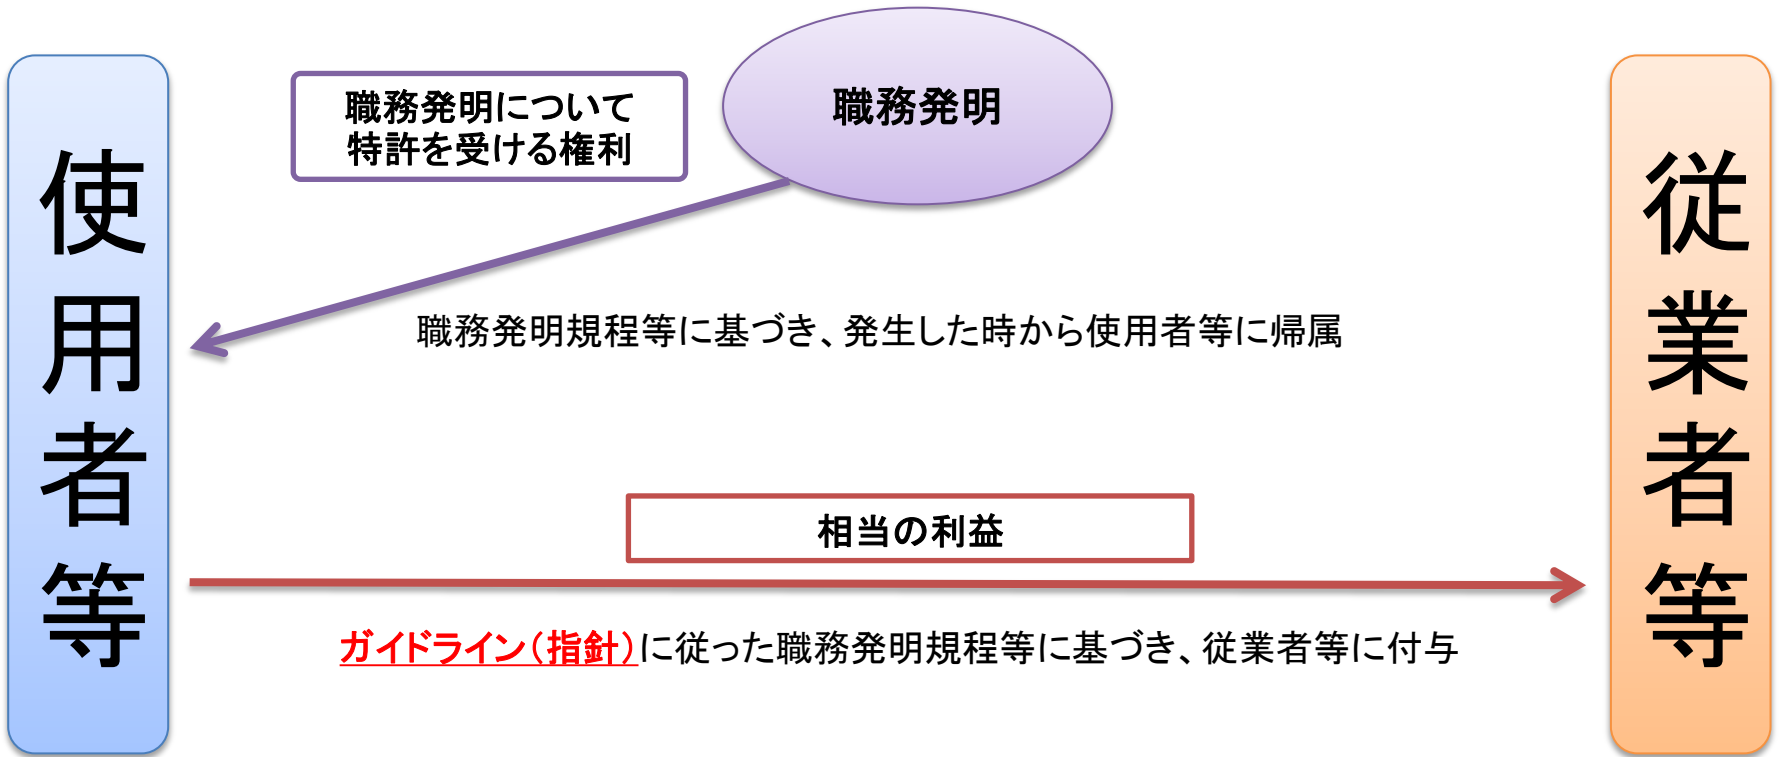 職務発明
職務発明について
特許を受ける権利
使用者等
従業者等
職務発明規程等に基づき、発生した時から使用者等に帰属
相当の利益
ガイドライン(指針)に従った職務発明規程等に基づき、従業者等に付与